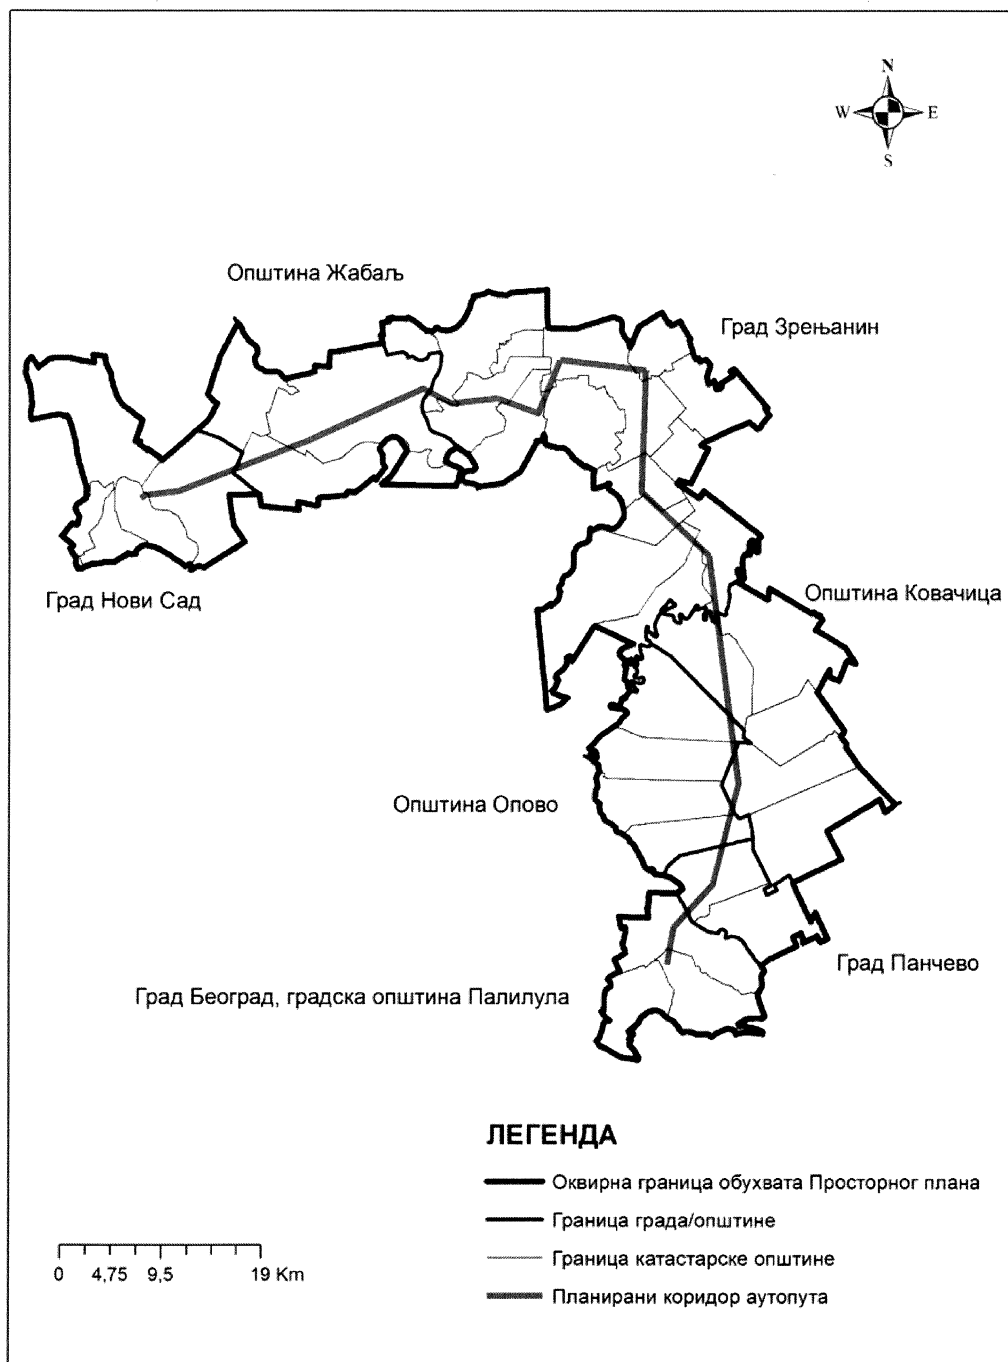 N
W E
S
Општина Жабаљ
Град Зрењанин
Град Нови Сад
Општина Ковачица
Општина Опово
Град Панчево
Град Београд, градска општина Палилула
ЛЕГЕНДА
Оквирна граница обухвата Просторног плана
Граница града/општине
Граница катастарске општине
Планирани коридор аутопута
0 4,75 9,5 19 Km